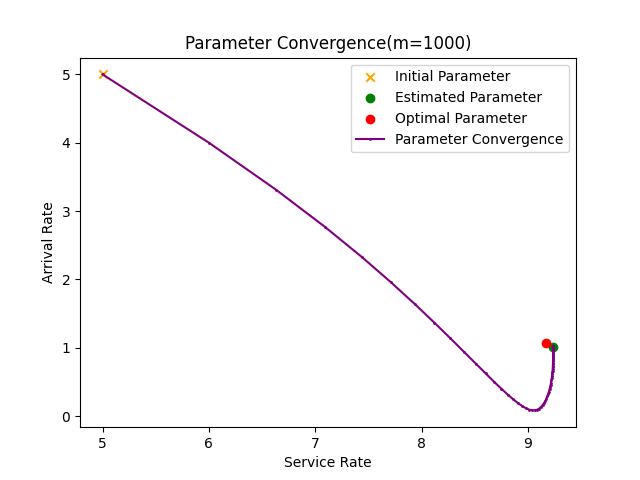 Parameter Convergence(m=1000)
Initial Parameter
Estimated Parameter
Optimal Parameter
Parameter Convergence
Arrival Rate
5
4
3
2
1
0
5 6 7 8 9
Service Rate